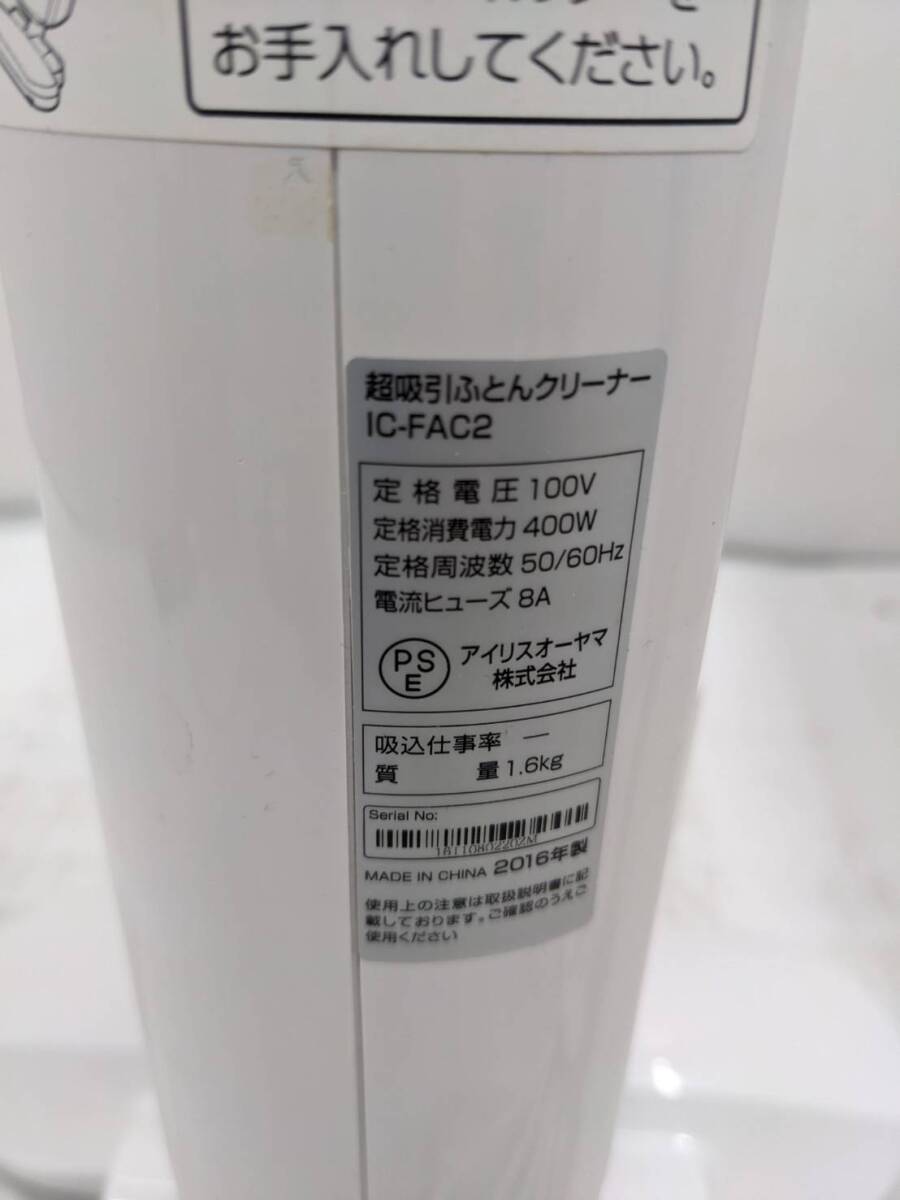 お手入れしてください。
超吸引ふとんクリーナー
IC-FAC2
定格電圧 100V
定格消費電力 400W
定格周波数 50/60Hz
電流ヒューズ 8A
PS
E
アイリスオーヤマ
株式会社
吸込仕事率 ―
質量 1.6kg
Serial No:
MADE IN CHINA 2016年製
使用上の注意は取扱説明書に記
載しております。ご確認のうえご
使用ください